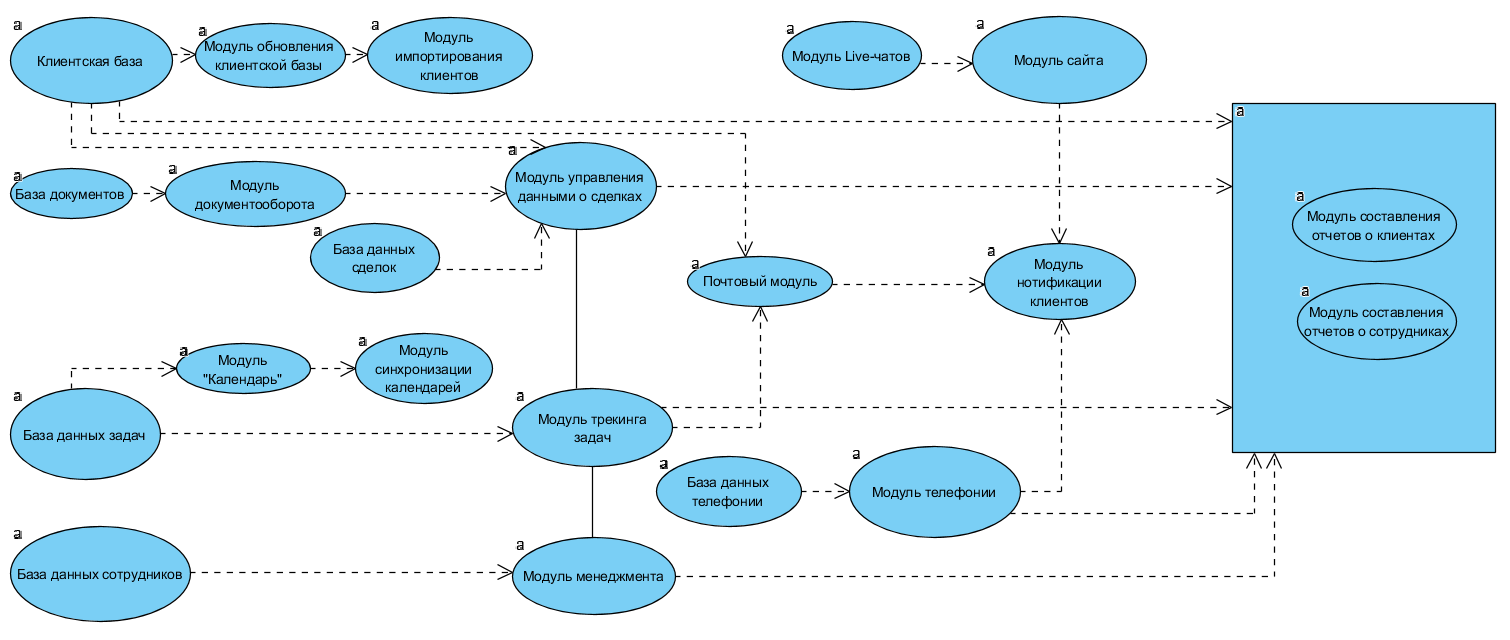 a
Клиентская база
a
Модуль обновления
клиентской базы
a
Модуль
импортирования
клиентов
a
Модуль Live-чатов
a
Модуль сайта
a
База документов
a
Модуль
документооборота
a
Модуль управления
данными о сделках
a
База данных
сделок
a
Почтовый модуль
a
Модуль
нотификации
клиентов
a
a
Модуль составления
отчетов о клиентах
a
Модуль составления
отчетов о сотрудниках
a
Модуль
"Календарь"
a
Модуль
синхронизации
календарей
a
База данных задач
a
Модуль трекинга
задач
a
База данных
телефонии
a
Модуль телефонии
a
База данных сотрудников
a
Модуль менеджмента